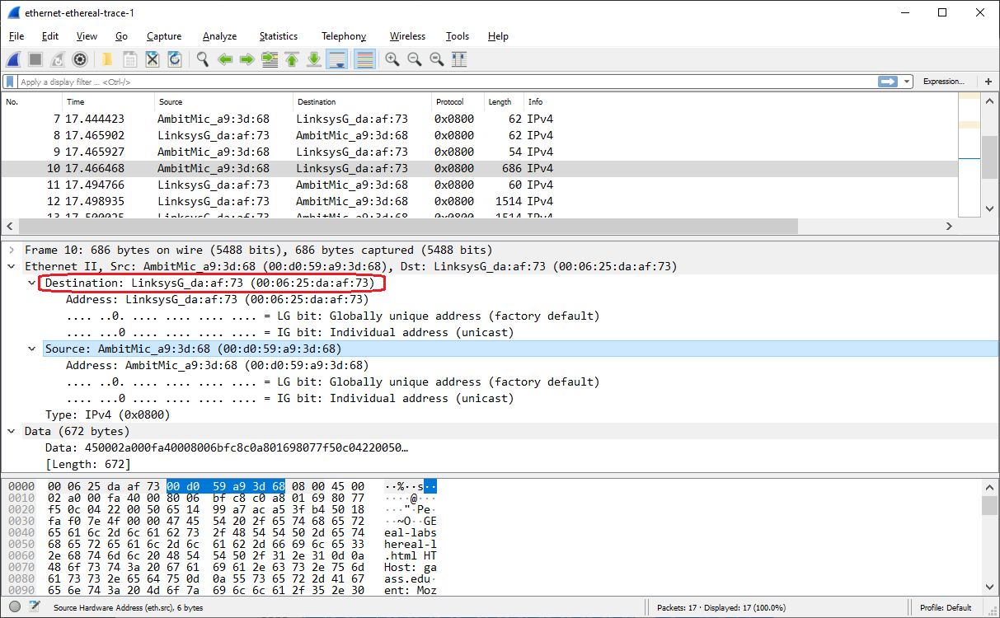 ethernet-ethereal-trace-1
File Edit View Go Capture Analyze Statistics Telephony Wireless Tools Help
Apply a display filter ... <Ctrl-/> Expression... +
No. Time Source Destination Protocol Length Info
7 17.444423 AmbitMic_a9:3d:68 LinksysG_da:af:73 0x0800 62 IPv4
8 17.465902 LinksysG_da:af:73 AmbitMic_a9:3d:68 0x0800 62 IPv4
9 17.465927 AmbitMic_a9:3d:68 LinksysG_da:af:73 0x0800 54 IPv4
10 17.466468 AmbitMic_a9:3d:68 LinksysG_da:af:73 0x0800 686 IPv4
11 17.494766 LinksysG_da:af:73 AmbitMic_a9:3d:68 0x0800 60 IPv4
12 17.498935 LinksysG_da:af:73 AmbitMic_a9:3d:68 0x0800 1514 IPv4
13 17.500025 LinksysG_da:af:73 AmbitMic_a9:3d:68 0x0800 1514 IPv4
Frame 10: 686 bytes on wire (5488 bits), 686 bytes captured (5488 bits)
Ethernet II, Src: AmbitMic_a9:3d:68 (00:d0:59:a9:3d:68), Dst: LinksysG_da:af:73 (00:06:25:da:af:73)
Destination: LinksysG_da:af:73 (00:06:25:da:af:73)
Address: LinksysG_da:af:73 (00:06:25:da:af:73)
.... ..0. .... .... .... .... = LG bit: Globally unique address (factory default)
.... ...0 .... .... .... .... = IG bit: Individual address (unicast)
Source: AmbitMic_a9:3d:68 (00:d0:59:a9:3d:68)
Address: AmbitMic_a9:3d:68 (00:d0:59:a9:3d:68)
.... ..0. .... .... .... .... = LG bit: Globally unique address (factory default)
.... ...0 .... .... .... .... = IG bit: Individual address (unicast)
Type: IPv4 (0x0800)
Data (672 bytes)
Data: 450002a000fa40008006bfc8c0a801698077f50c04220050…
[Length: 672]
0000 00 06 25 da af 73 00 d0 59 a9 3d 68 08 00 45 00 ··%··s··
0010 02 a0 00 fa 40 00 80 06 bf c8 c0 a8 01 69 80 77 ····@···
0020 f5 0c 04 22 00 50 65 14 99 a7 ac a5 3f b4 50 18 ···"·Pe·
0030 fa f0 7e 4f 00 00 47 45 54 20 2f 65 74 68 65 72 ··~O··GE
0040 65 61 6c 2d 6c 61 62 73 2f 48 54 54 50 2d 65 74 eal-labs
0050 68 65 72 65 61 6c 2d 6c 61 62 2d 66 69 6c 65 33 hereal-l
0060 2e 68 74 6d 6c 20 48 54 54 50 2f 31 2e 31 0d 0a .html HT
0070 48 6f 73 74 3a 20 67 61 69 61 2e 63 73 2e 75 6d Host: ga
0080 61 73 73 2e 65 64 75 0d 0a 55 73 65 72 2d 41 67 ass.edu·
0090 65 6e 74 3a 20 4d 6f 7a 69 6c 6c 61 2f 35 2e 30 ent: Moz
Source Hardware Address (eth.src), 6 bytes Packets: 17 · Displayed: 17 (100.0%) Profile: Default